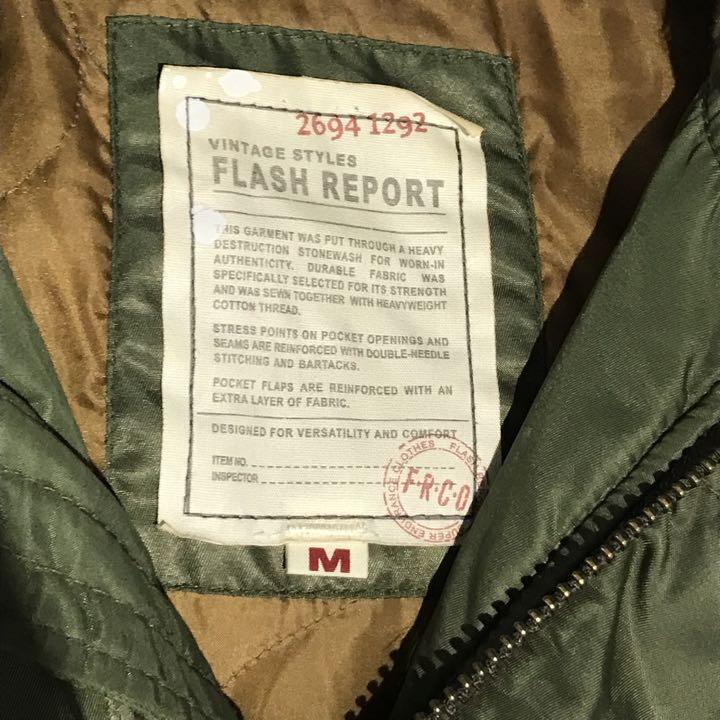 2694 1292
VINTAGE STYLES
FLASH REPORT
THIS GARMENT WAS PUT THROUGH A HEAVY
DESTRUCTION STONEWASH FOR WORN-IN
AUTHENTICITY. DURABLE FABRIC WAS
SPECIFICALLY SELECTED FOR ITS STRENGTH
AND WAS SEWN TOGETHER WITH HEAVYWEIGHT
COTTON THREAD.
STRESS POINTS ON POCKET OPENINGS AND
SEAMS ARE REINFORCED WITH DOUBLE-NEEDLE
STITCHING AND BARTACKS.
POCKET FLAPS ARE REINFORCED WITH AN
EXTRA LAYER OF FABRIC.
DESIGNED FOR VERSATILITY AND COMFORT
ITEM NO.
INSPECTOR
ENDURANCE CLOTHES
F·R·C·O
M